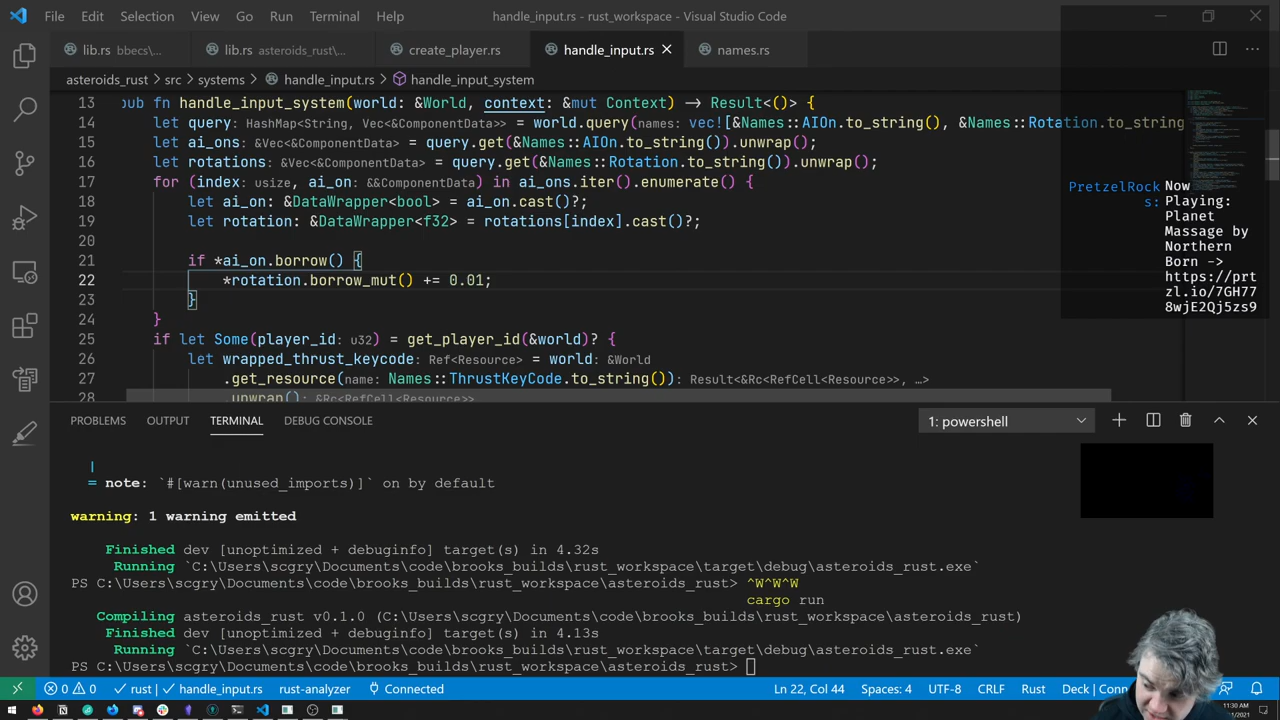 File Edit Selection View Go Run Terminal Help
handle_input.rs - rust_workspace - Visual Studio Code
lib.rs bbecs\...
lib.rs asteroids_rust\...
create_player.rs
handle_input.rs
names.rs
asteroids_rust > src > systems > handle_input.rs > handle_input_system
13 pub fn handle_input_system(world: &World, context: &mut Context) -> Result<()> {
14 let query: HashMap<String, Vec<&ComponentData>> = world.query(names: vec![&Names::AIOn.to_string(), &Names::Rotation.to_string
15 let ai_ons: &Vec<&ComponentData> = query.get(&Names::AIOn.to_string()).unwrap();
16 let rotations: &Vec<&ComponentData> = query.get(&Names::Rotation.to_string()).unwrap();
17 for (index: usize, ai_on: &&ComponentData) in ai_ons.iter().enumerate() {
18 let ai_on: &DataWrapper<bool> = ai_on.cast()?;
19 let rotation: &DataWrapper<f32> = rotations[index].cast()?;
20
21 if *ai_on.borrow() {
22 *rotation.borrow_mut() += 0.01;
23 }
24 }
25 if let Some(player_id: u32) = get_player_id(&world)? {
26 let wrapped_thrust_keycode: Ref<Resource> = world: &World
27 .get_resource(name: Names::ThrustKeyCode.to_string()): Result<&Rc<RefCell<Resource>>, …>
28 .unwrap(): &Rc<RefCell<Resource>>
PretzelRocks: Now Playing: Planet Massage by Northern Born -> https://prtzl.io/7GH778wjE2Qj5zs9
PROBLEMS OUTPUT TERMINAL DEBUG CONSOLE
1: powershell
|
= note: `#[warn(unused_imports)]` on by default
warning: 1 warning emitted
Finished dev [unoptimized + debuginfo] target(s) in 4.32s
Running `C:\Users\scgry\Documents\code\brooks_builds\rust_workspace\target\debug\asteroids_rust.exe`
PS C:\Users\scgry\Documents\code\brooks_builds\rust_workspace\asteroids_rust> ^W^W^W
cargo run
Compiling asteroids_rust v0.1.0 (C:\Users\scgry\Documents\code\brooks_builds\rust_workspace\asteroids_rust)
Finished dev [unoptimized + debuginfo] target(s) in 4.13s
Running `C:\Users\scgry\Documents\code\brooks_builds\rust_workspace\target\debug\asteroids_rust.exe`
PS C:\Users\scgry\Documents\code\brooks_builds\rust_workspace\asteroids_rust>
0 0 rust handle_input.rs rust-analyzer Connected Ln 22, Col 44 Spaces: 4 UTF-8 CRLF Rust Deck | Conn
11:30 AM